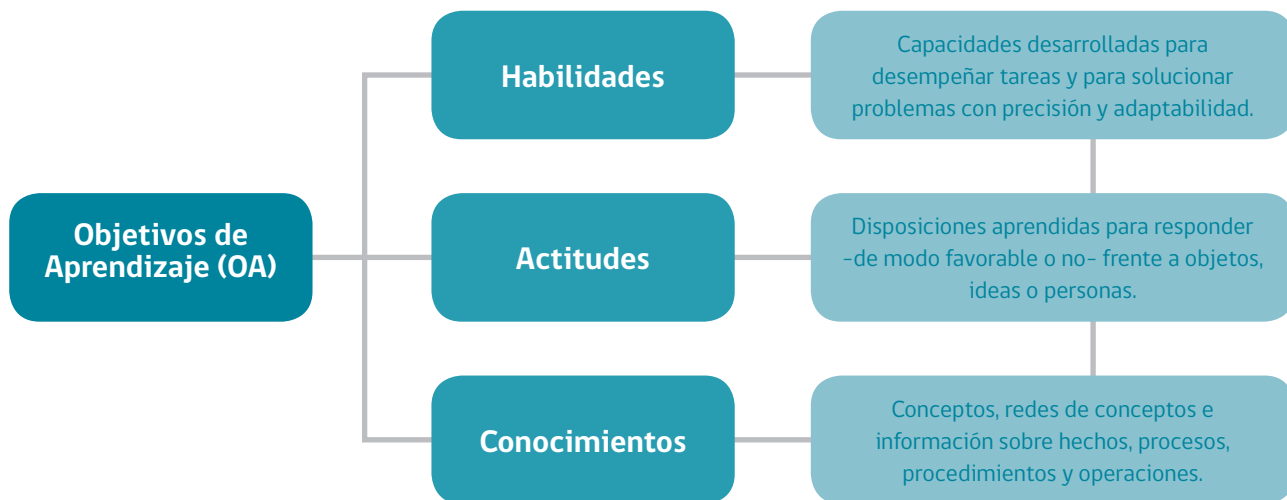 Objetivos de
Aprendizaje (OA)
Habilidades
Capacidades desarrolladas para
desempeñar tareas y para solucionar
problemas con precisión y adaptabilidad.
Actitudes
Disposiciones aprendidas para responder
–de modo favorable o no– frente a objetos,
ideas o personas.
Conocimientos
Conceptos, redes de conceptos e
información sobre hechos, procesos,
procedimientos y operaciones.